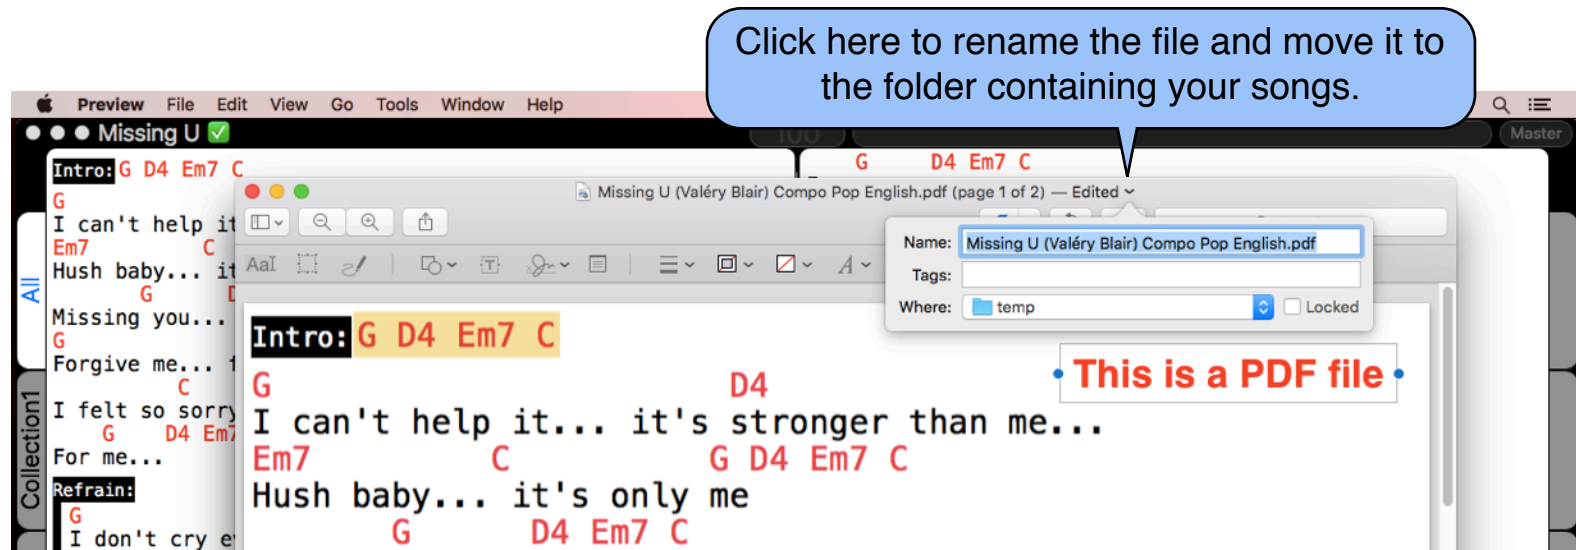 Click here to rename the file and move it to
the folder containing your songs.
Preview File Edit View Go Tools Window Help
Missing U ✅
100
Master
All
Collection1
Intro: G D4 Em7 C
G
I can't help it
Em7 C
Hush baby... it
G
Missing you...
G
Forgive me...
C
I felt so sorry
G D4 Em7
For me...
Refrain:
G
I don't cry e
G D4 Em7 C
Missing U (Valéry Blair) Compo Pop English.pdf (page 1 of 2) — Edited
AaI
T
A
Name: Missing U (Valéry Blair) Compo Pop English.pdf
Tags:
Where: temp Locked
Intro: G D4 Em7 C
This is a PDF file
G D4
I can't help it... it's stronger than me...
Em7 C G D4 Em7 C
Hush baby... it's only me
G D4 Em7 C